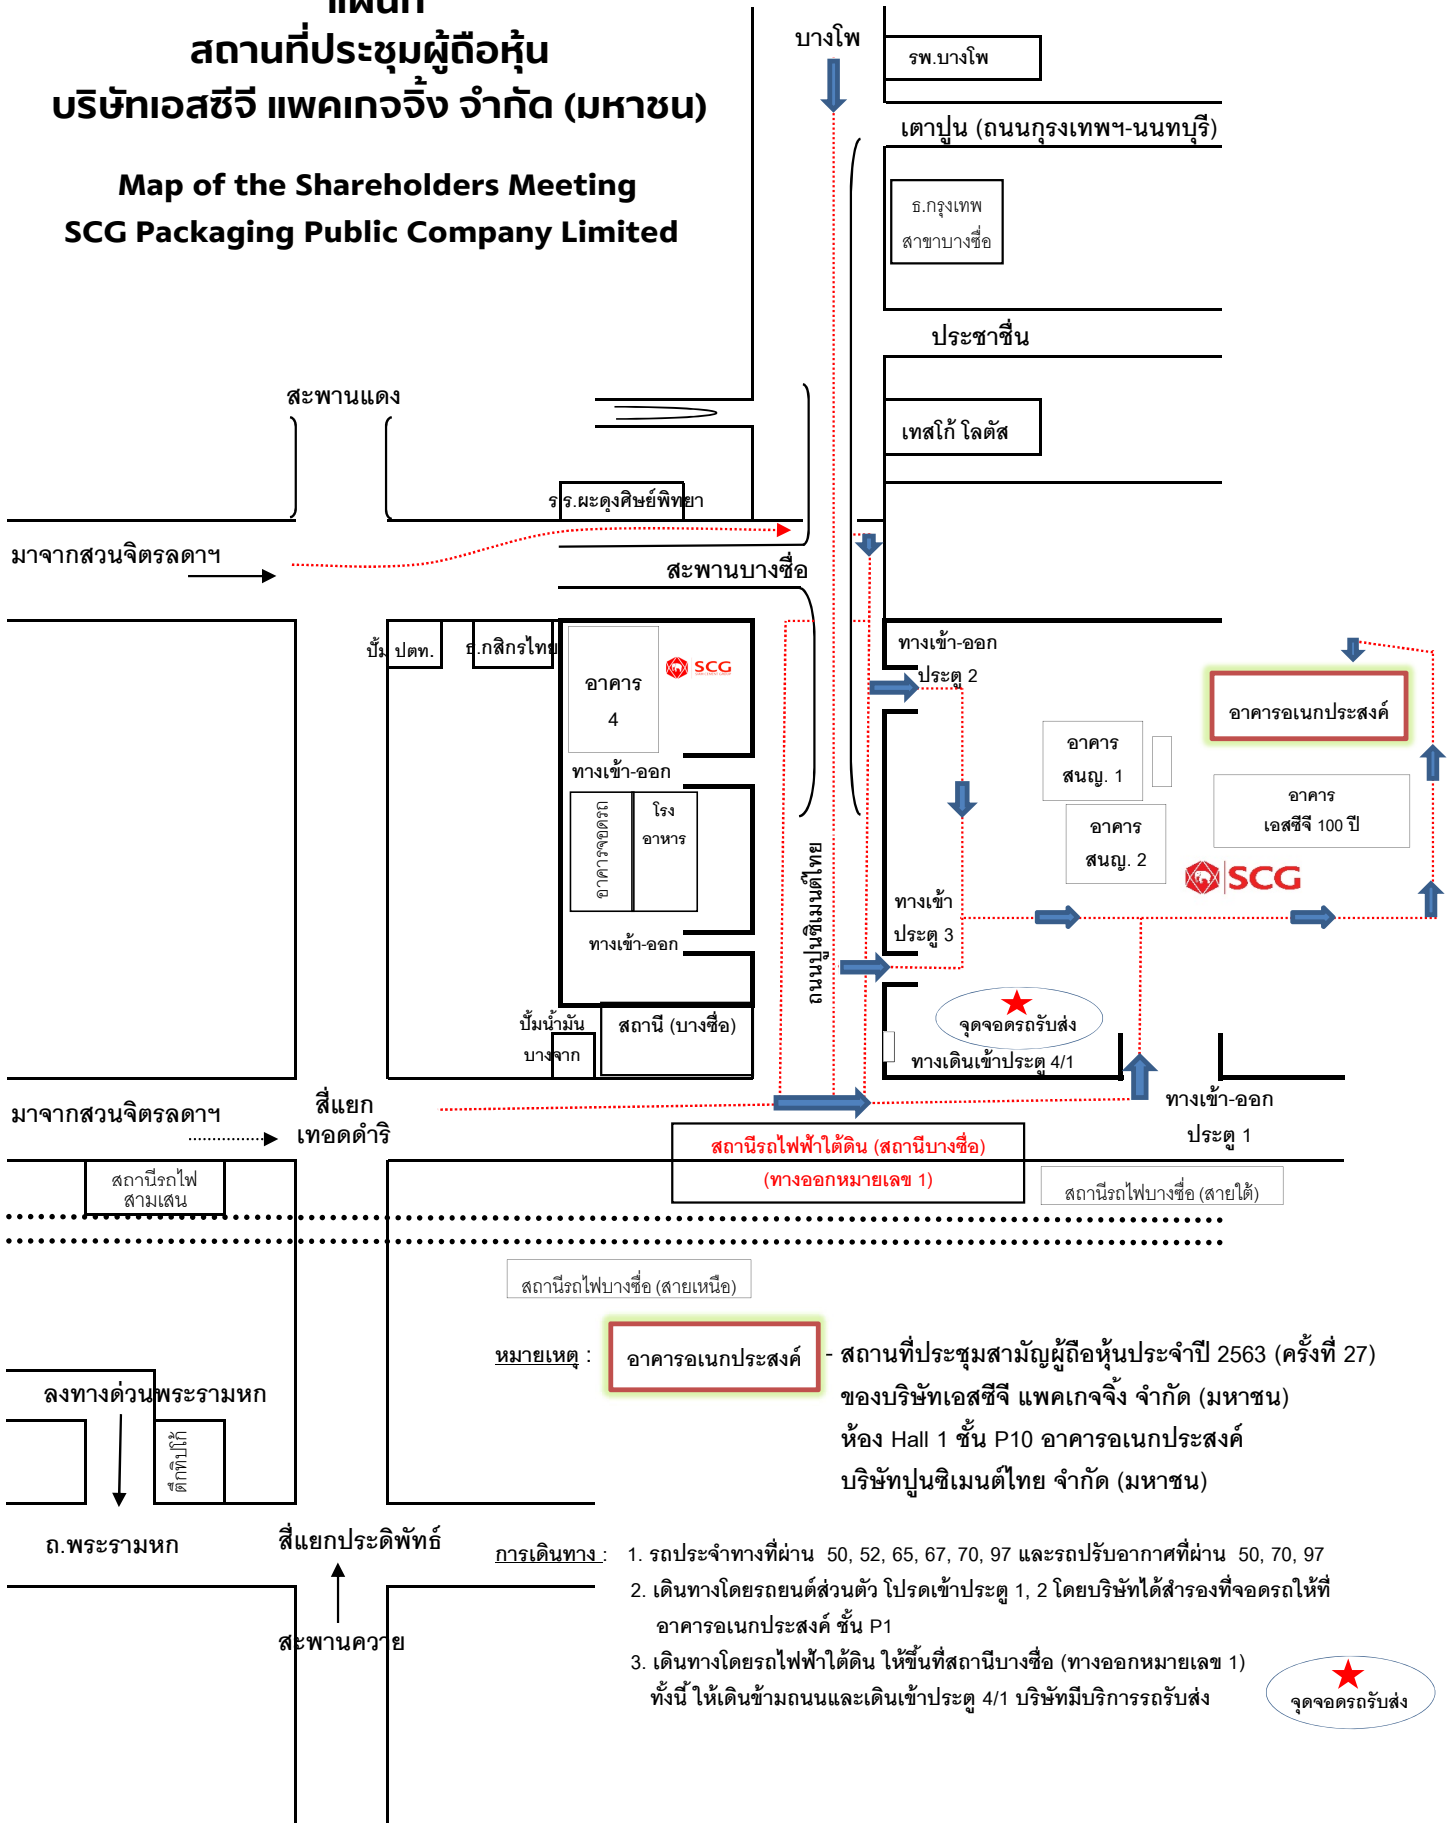 แผนที่
สถานที่ประชุมผู้ถือหุ้น
บริษัทเอสซีจี แพคเกจจิ้ง จำกัด (มหาชน)
Map of the Shareholders Meeting
SCG Packaging Public Company Limited
บางโพ
รพ.บางโพ
เตาปูน (ถนนกรุงเทพฯ-นนทบุรี)
ธ.กรุงเทพ
สาขาบางซื่อ
ประชาชื่น
สะพานแดง
เทสโก้ โลตัส
ร.ร.ผะดุงศิษย์พิทยา
มาจากสวนจิตรลดาฯ
สะพานบางซื่อ
ปั้ม ปตท.
ธ.กสิกรไทย
อาคาร
4
SCG
ทางเข้า-ออก
ประตู 2
อาคารอเนกประสงค์
อาคาร
สนญ. 1
ทางเข้า-ออก
อาคารจอดรถ
โรง
อาหาร
อาคาร
เอสซีจี 100 ปี
อาคาร
สนญ. 2
SCG
ถนนปูนซิเมนต์ไทย
ทางเข้า
ประตู 3
ทางเข้า-ออก
จุดจอดรถรับส่ง
ปั้มน้ำมัน
บางจาก
สถานี (บางซื่อ)
ทางเดินเข้าประตู 4/1
มาจากสวนจิตรลดาฯ
สี่แยก
เทอดดำริ
ทางเข้า-ออก
ประตู 1
สถานีรถไฟฟ้าใต้ดิน (สถานีบางซื่อ)
(ทางออกหมายเลข 1)
สถานีรถไฟ
สามเสน
สถานีรถไฟบางซื่อ (สายใต้)
สถานีรถไฟบางซื่อ (สายเหนือ)
หมายเหตุ :
อาคารอเนกประสงค์
- สถานที่ประชุมสามัญผู้ถือหุ้นประจำปี 2563 (ครั้งที่ 27)
ของบริษัทเอสซีจี แพคเกจจิ้ง จำกัด (มหาชน)
ห้อง Hall 1 ชั้น P10 อาคารอเนกประสงค์
บริษัทปูนซิเมนต์ไทย จำกัด (มหาชน)
ลงทางด่วนพระรามหก
ตึกทิปโก้
ถ.พระรามหก
สี่แยกประดิพัทธ์
สะพานควาย
การเดินทาง :
1. รถประจำทางที่ผ่าน 50, 52, 65, 67, 70, 97 และรถปรับอากาศที่ผ่าน 50, 70, 97
2. เดินทางโดยรถยนต์ส่วนตัว โปรดเข้าประตู 1, 2 โดยบริษัทได้สำรองที่จอดรถให้ที่
อาคารอเนกประสงค์ ชั้น P1
3. เดินทางโดยรถไฟฟ้าใต้ดิน ให้ขึ้นที่สถานีบางซื่อ (ทางออกหมายเลข 1)
ทั้งนี้ ให้เดินข้ามถนนและเดินเข้าประตู 4/1 บริษัทมีบริการรถรับส่ง
จุดจอดรถรับส่ง